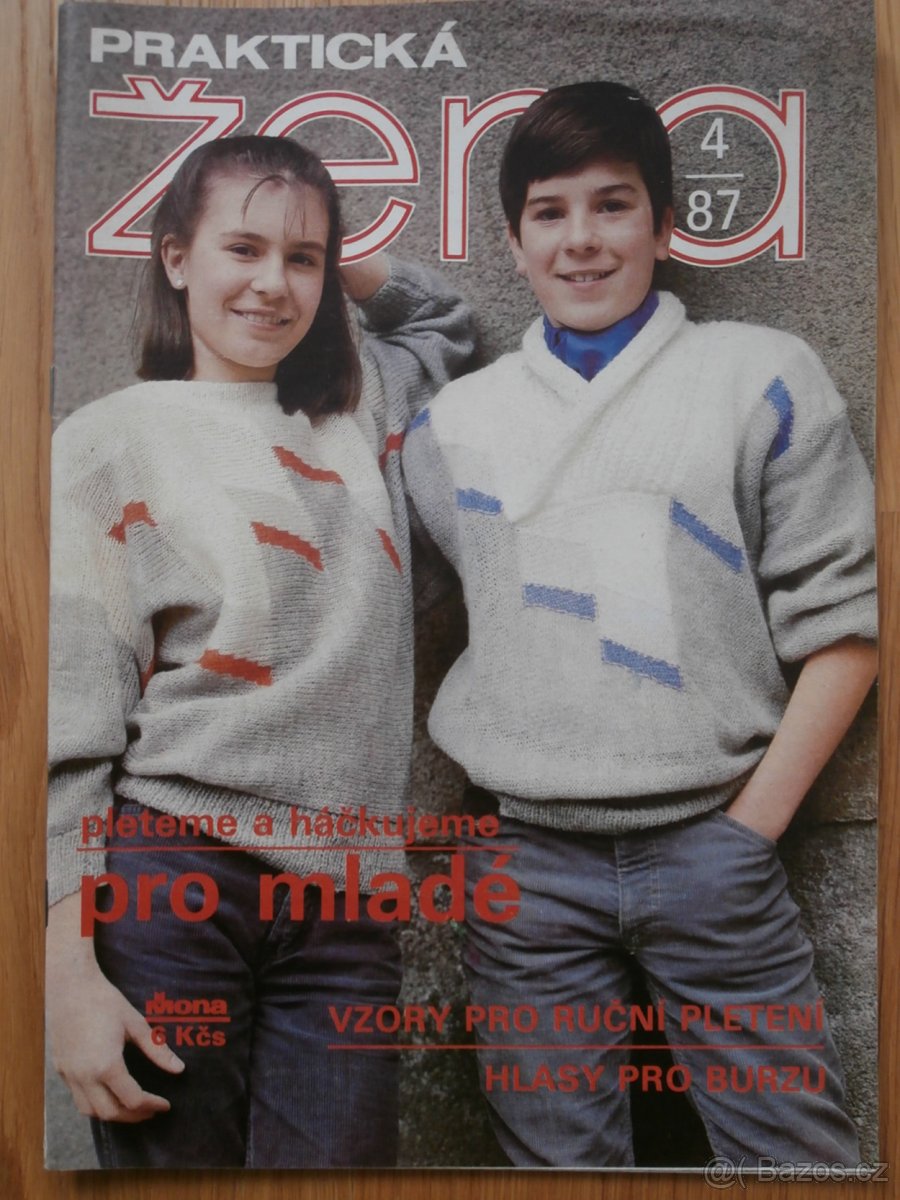 PRAKTICKÁ
žena
4
87
pleteme a háčkujeme
pro mladé
Mona
6 Kčs
VZORY PRO RUČNÍ PLETENÍ
HLASY PRO BURZU
@( Bazos.cz